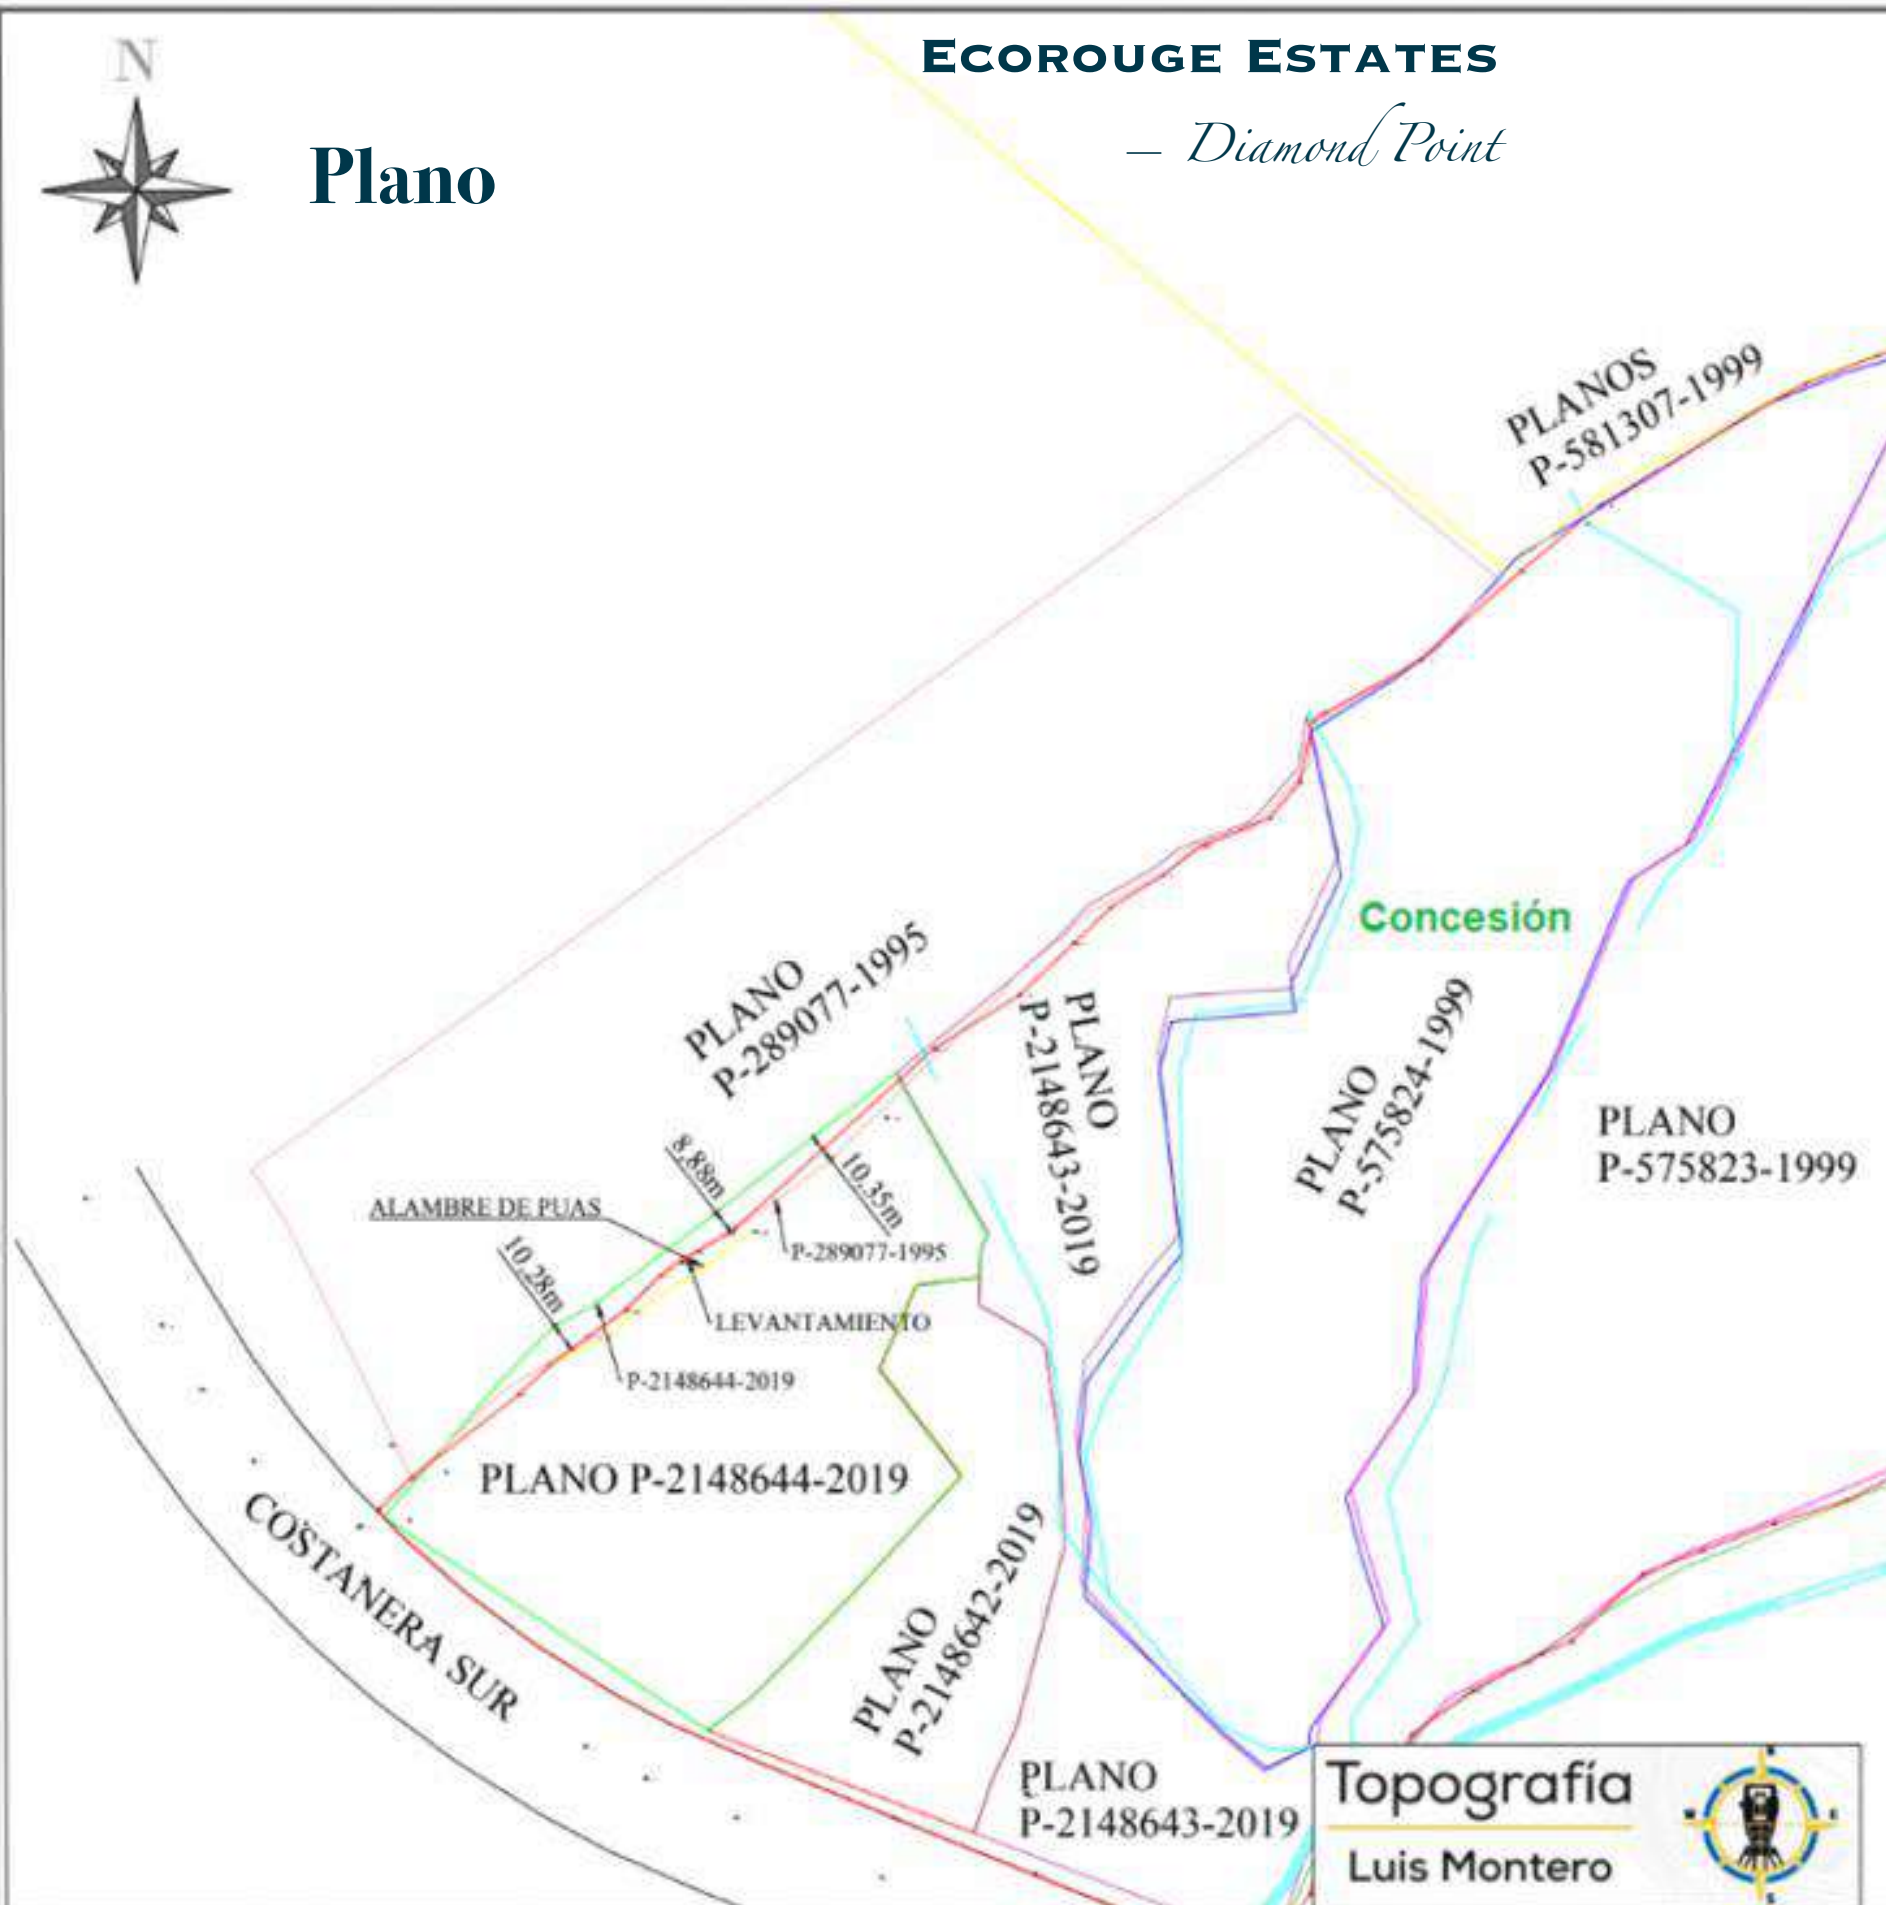 N
ECOROUGE ESTATES
– Diamond Point
Plano
PLANOS
P-581307-1999
Concesión
PLANO
P-289077-1995
PLANO
P-2148643-2019
PLANO
P-575824-1999
PLANO
P-575823-1999
8,88m
10,35m
ALAMBRE DE PUAS
P-289077-1995
10,28m
LEVANTAMIENTO
P-2148644-2019
PLANO P-2148644-2019
COSTANERA SUR
PLANO
P-2148642-2019
PLANO
P-2148643-2019
Topografía
Luis Montero